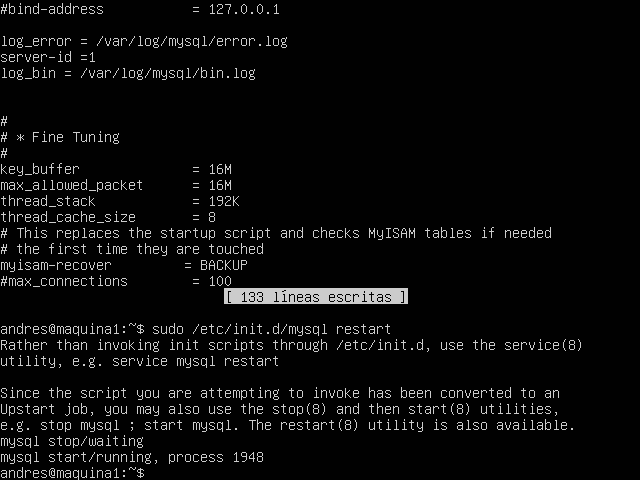 #bind-address           = 127.0.0.1
log_error = /var/log/mysql/error.log
server-id =1
log_bin = /var/log/mysql/bin.log
#
# * Fine Tuning
#
key_buffer              = 16M
max_allowed_packet      = 16M
thread_stack            = 192K
thread_cache_size       = 8
# This replaces the startup script and checks MyISAM tables if needed
# the first time they are touched
myisam-recover         = BACKUP
#max_connections        = 100
[ 133 líneas escritas ]
andres@maquina1:~$ sudo /etc/init.d/mysql restart
Rather than invoking init scripts through /etc/init.d, use the service(8)
utility, e.g. service mysql restart
Since the script you are attempting to invoke has been converted to an
Upstart job, you may also use the stop(8) and then start(8) utilities,
e.g. stop mysql ; start mysql. The restart(8) utility is also available.
mysql stop/waiting
mysql start/running, process 1948
andres@maquina1:~$